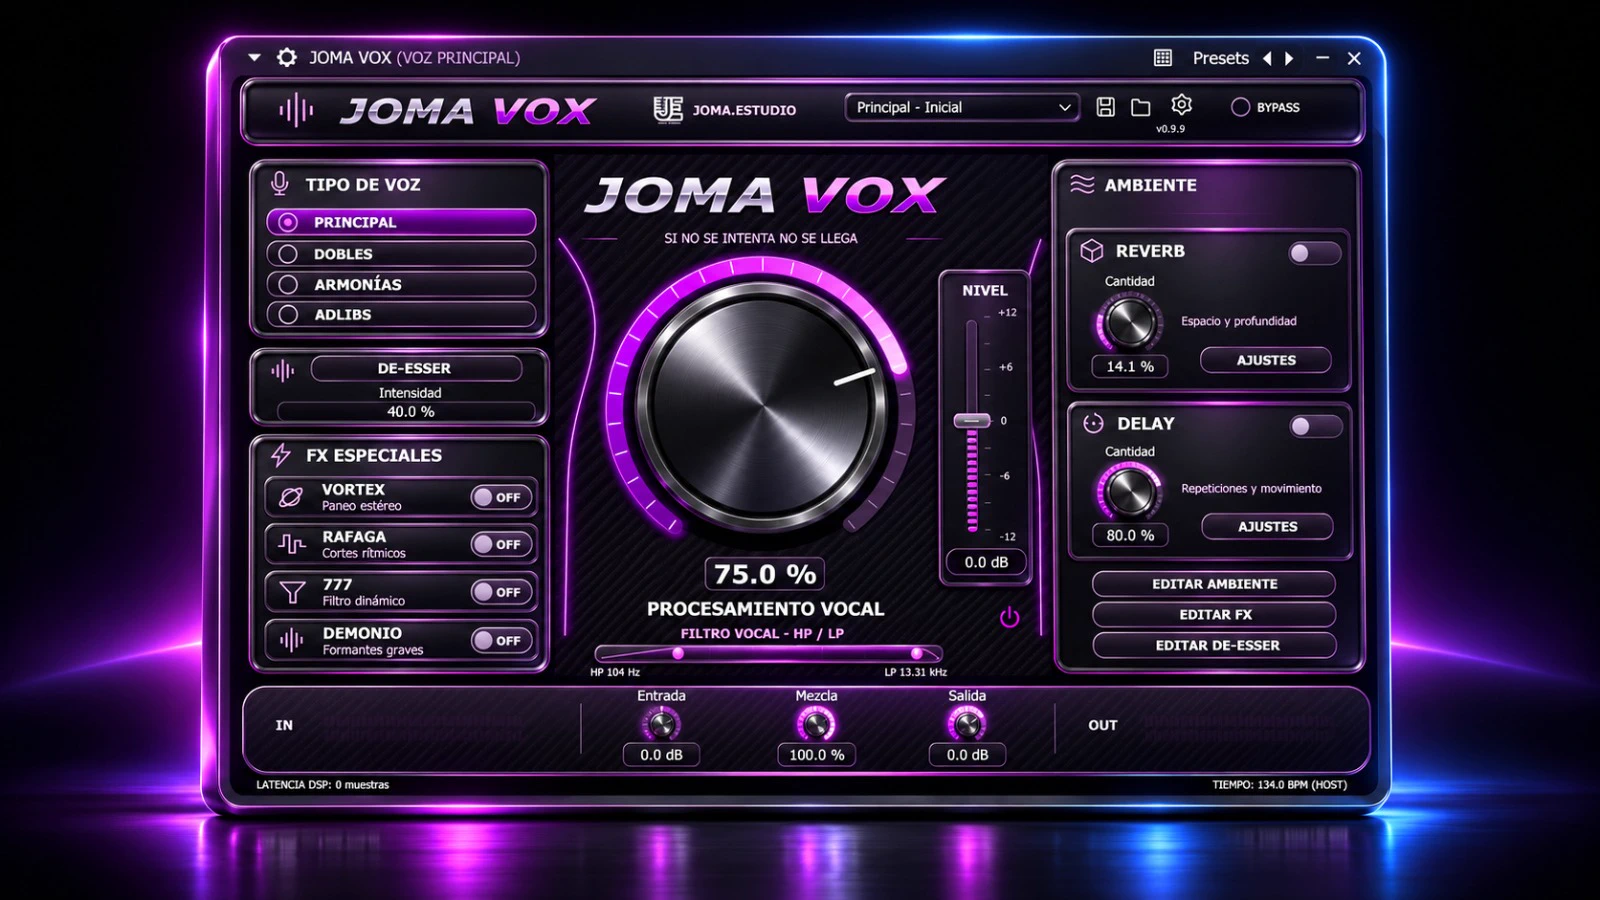 JOMA VOX (VOZ PRINCIPAL)
Presets
JOMA VOX
JOMA.ESTUDIO
Principal - Inicial
v0.9.9
BYPASS
TIPO DE VOZ
PRINCIPAL
DOBLES
ARMONÍAS
ADLIBS
DE-ESSER
Intensidad
40.0 %
FX ESPECIALES
VORTEX
Paneo estéreo
OFF
RAFAGA
Cortes rítmicos
OFF
777
Filtro dinámico
OFF
DEMONIO
Formantes graves
OFF
JOMA VOX
SI NO SE INTENTA NO SE LLEGA
75.0 %
PROCESAMIENTO VOCAL
FILTRO VOCAL - HP / LP
HP 104 Hz
LP 13.31 kHz
NIVEL
+12
+6
0
-6
-12
0.0 dB
AMBIENTE
REVERB
Cantidad
Espacio y profundidad
14.1 %
AJUSTES
DELAY
Cantidad
Repeticiones y movimiento
80.0 %
AJUSTES
EDITAR AMBIENTE
EDITAR FX
EDITAR DE-ESSER
IN
Entrada
0.0 dB
Mezcla
100.0 %
Salida
0.0 dB
OUT
LATENCIA DSP: 0 muestras
TIEMPO: 134.0 BPM (HOST)